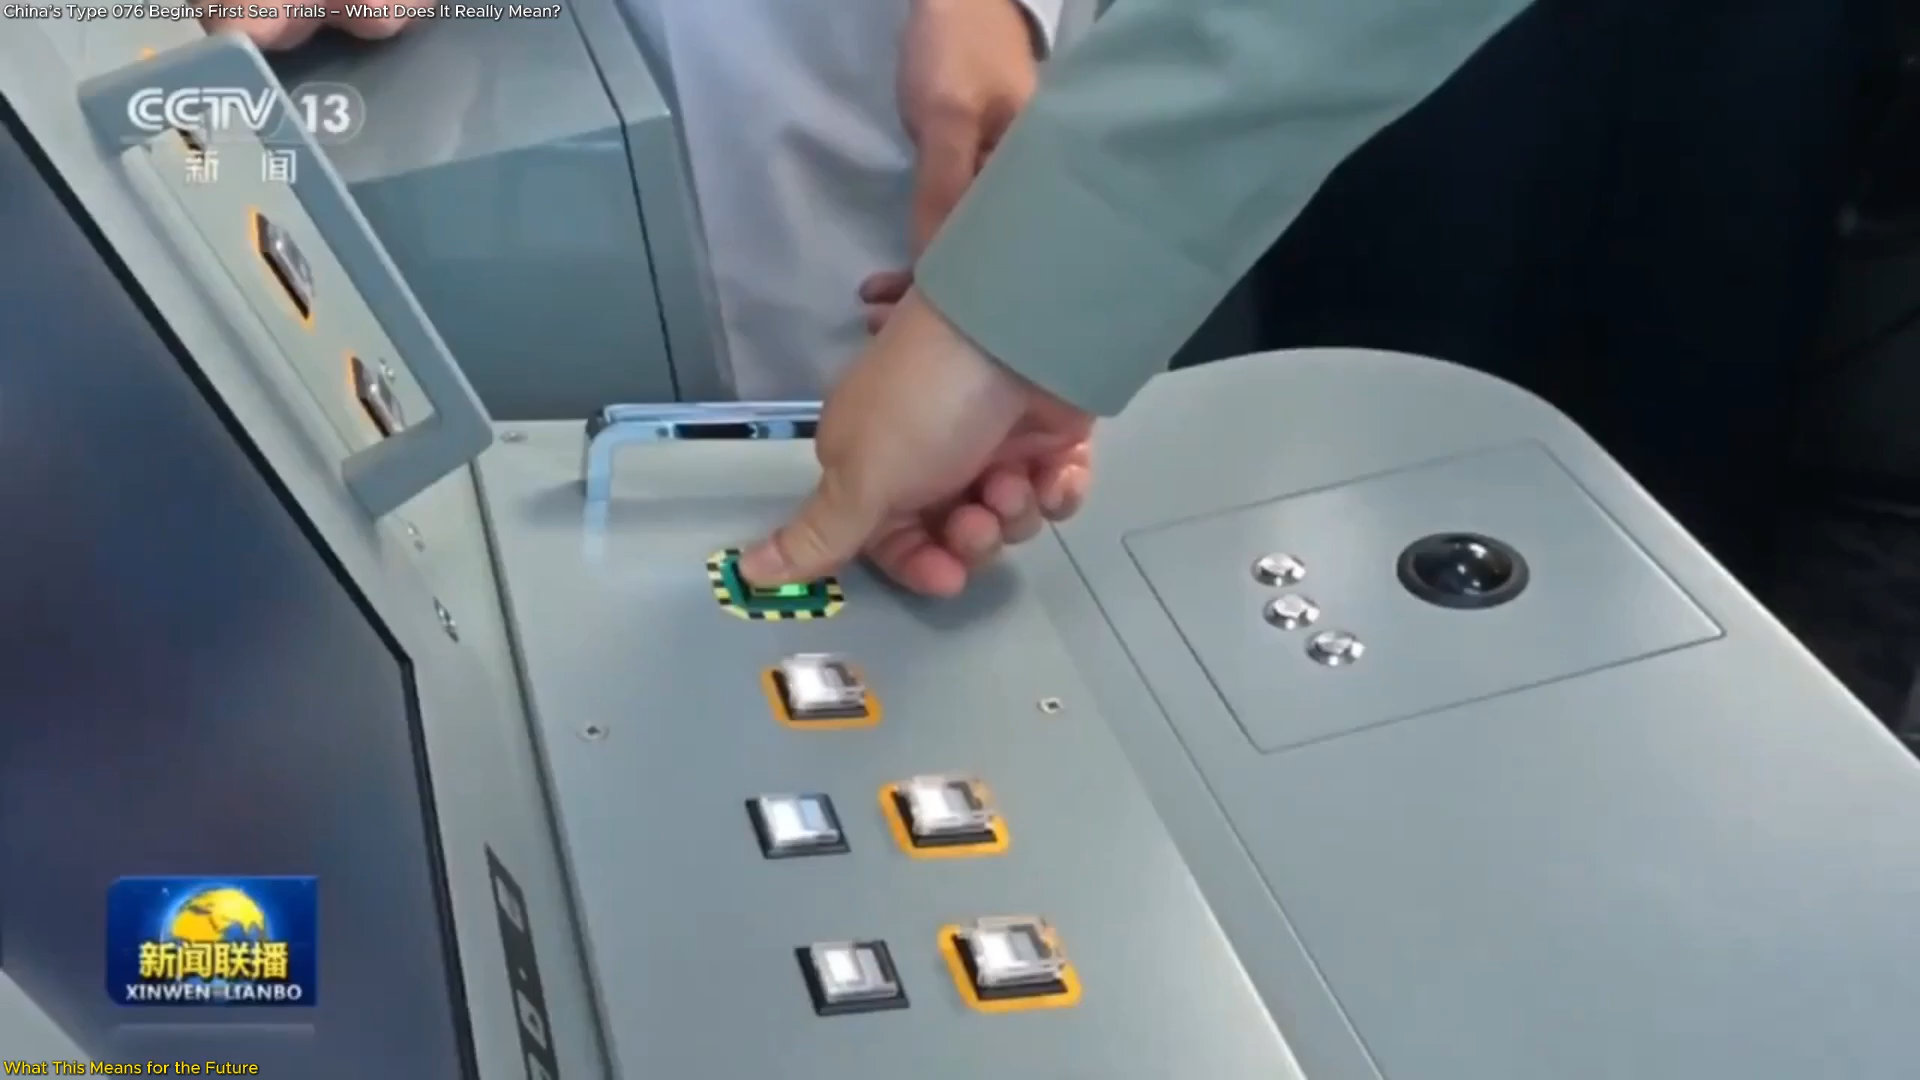 China's Type 076 Begins First Sea Trials – What Does It Really Mean?
CCTV 13
新闻
新闻联播
XINWEN LIANBO
What This Means for the Future